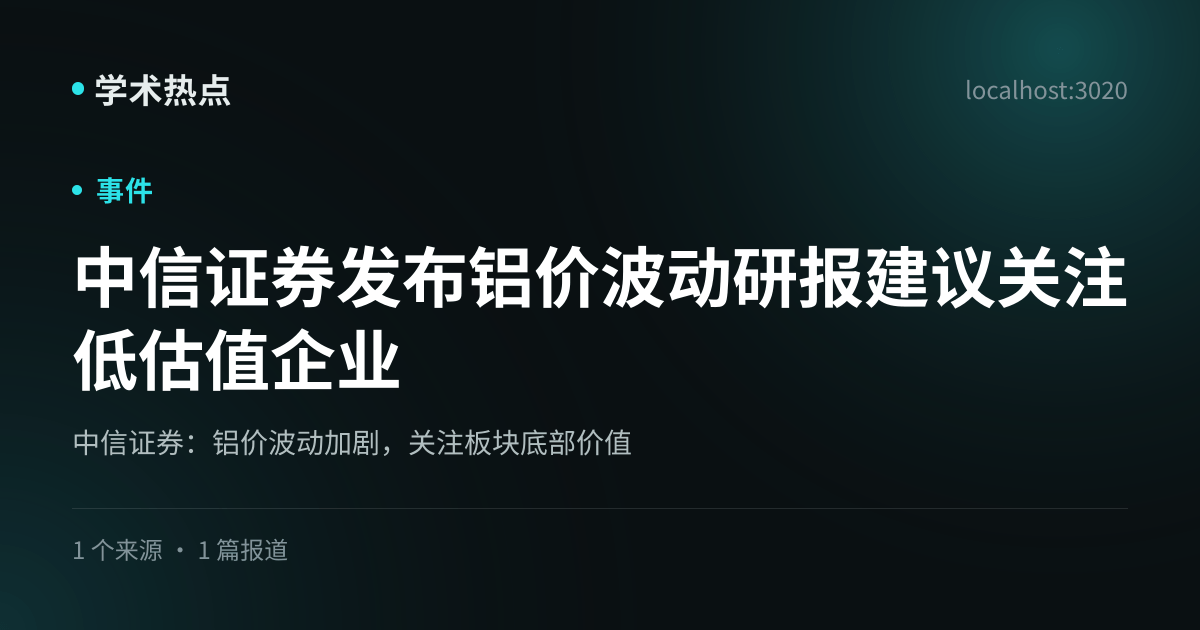 学术热点
localhost:3020
事件
中信证券发布铝价波动研报建议关注
低估值企业
中信证券：铝价波动加剧，关注板块底部价值
1 个来源 · 1 篇报道